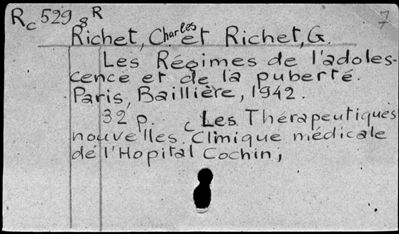 Rc 529 8 R 7
Richet, Charles et Richet, G.
Les Régimes de l'adoles-
cence et de la puberté.
Paris, Baillière, 1942.
32 p. (Les Thérapeutiques
nouvelles. Clinique médicale
de l'Hopital Cochin,